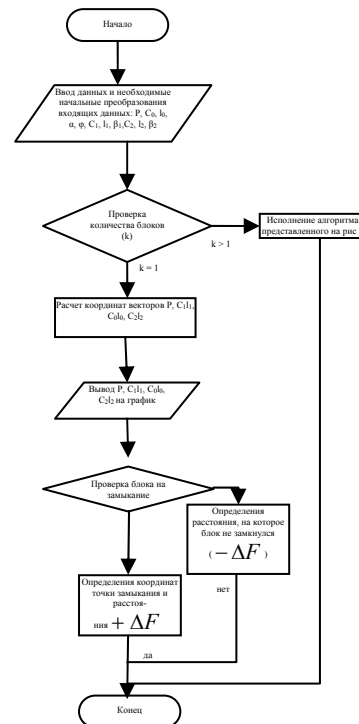 Начало
Ввод данных и необходимые
начальные преобразования
входящих данных: P, C₀, l₀,
α, φ, C₁, l₁, β₁,C₂, l₂, β₂
Проверка
количества блоков
(k)
k > 1
Исполнение алгоритма
представленного на рис
k = 1
Расчет координат векторов P, C₁l₁,
C₀l₀, C₂l₂
Вывод P, C₁l₁, C₀l₀,
C₂l₂ на график
Проверка блока на
замыкание
Определения
расстояния, на которое
блок не замкнулся
( − ΔF )
нет
Определения координат
точки замыкания и
расстоя-
ния + ΔF
да
Конец